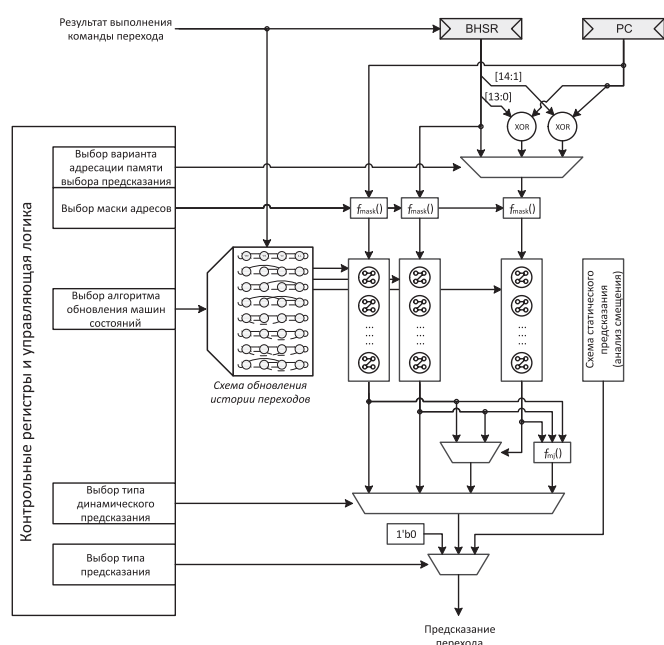 Результат выполнения
команды перехода
BHSR
PC
[14:1]
[13:0]
XOR
XOR
Контрольные регистры и управляющая логика
Выбор варианта
адресации памяти
выбора предсказания
Выбор маски адресов
fmask()
fmask()
fmask()
Выбор алгоритма
обновления машин
состояний
Схема обновления
истории переходов
...
...
...
...
...
...
Схема статического
предсказания
(анализ смещения)
fmj()
Выбор типа
динамического
предсказания
1'b0
Выбор типа
предсказания
Предсказание
перехода